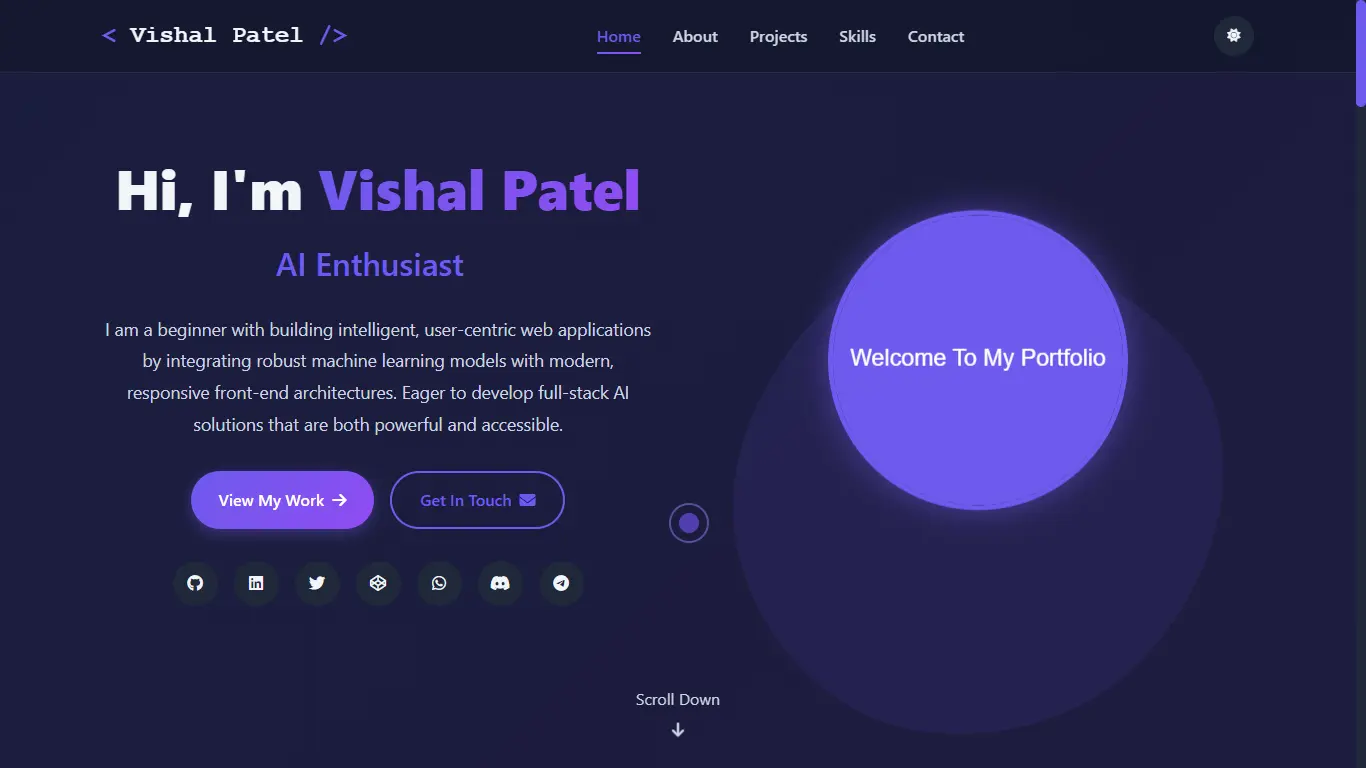 < Vishal Patel />
Home About Projects Skills Contact
Hi, I'm Vishal Patel
AI Enthusiast
I am a beginner with building intelligent, user-centric web applications
by integrating robust machine learning models with modern,
responsive front-end architectures. Eager to develop full-stack AI
solutions that are both powerful and accessible.
View My Work
Get In Touch
Welcome To My Portfolio
Scroll Down